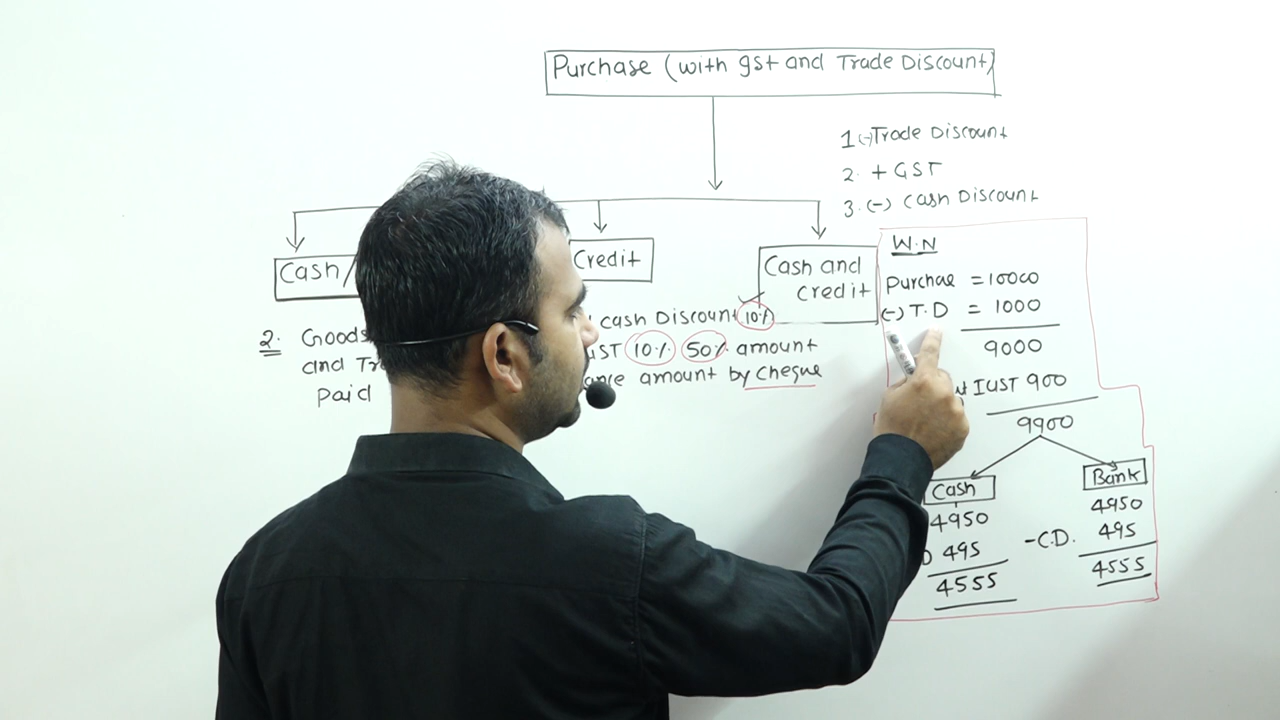 Purchase (with gst and Trade Discount)
1 (-) Trade Discount
2. + GST
3. (-) Cash Discount
Cash /
Credit
Cash and
credit
2. Goods
cash Discount 10%
and
10% 50% amount
paid
amount by cheque
W.N
Purchae = 10000
(-) T.D = 1000
9000
IGST 900
9900
Cash
Bank
4950
4950
495
-C.D. 495
4555
4555